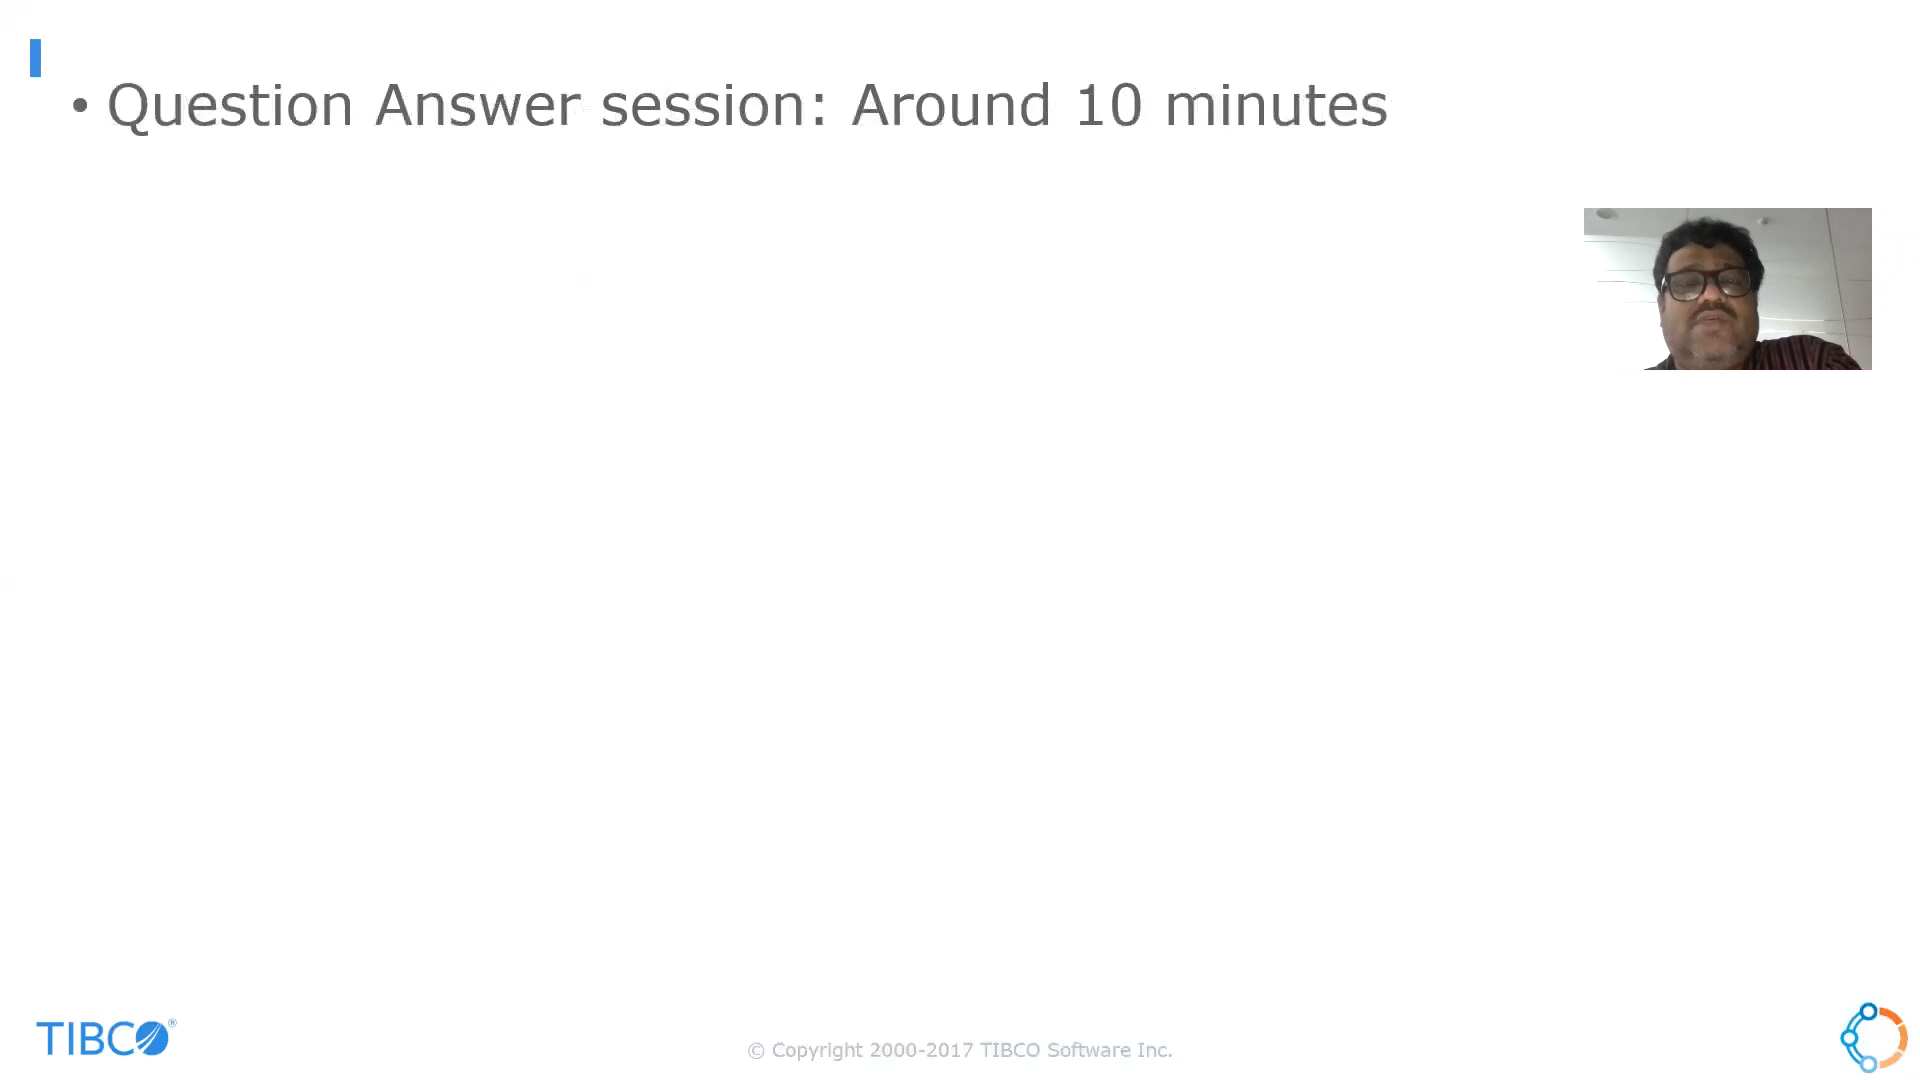 • Question Answer session: Around 10 minutes
TIBCO®
© Copyright 2000-2017 TIBCO Software Inc.